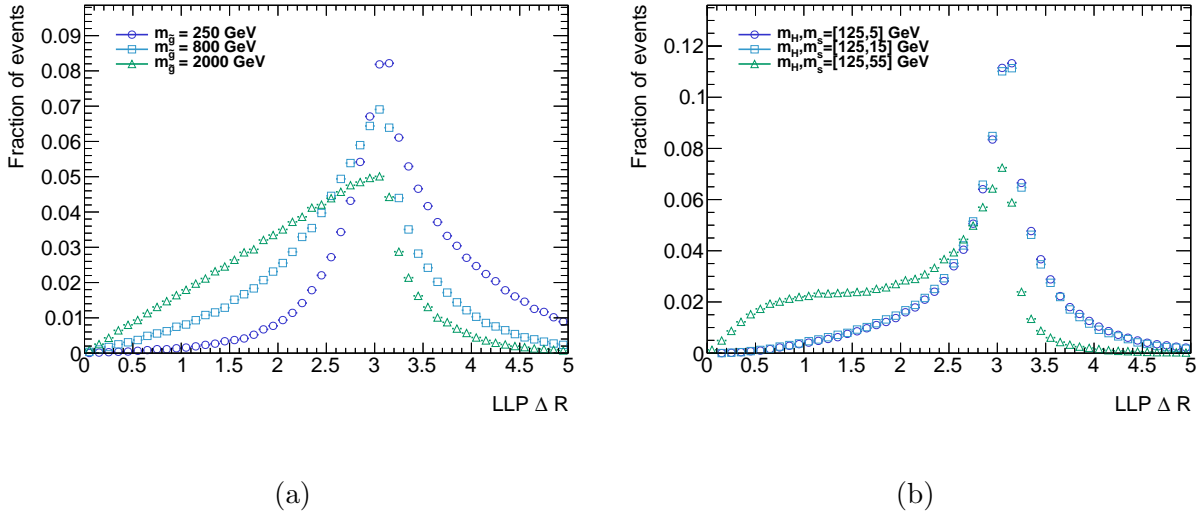 Fraction of events
0.09
0.08
0.07
0.06
0.05
0.04
0.03
0.02
0.01
0
m_g̃ = 250 GeV
m_g̃ = 800 GeV
m_g̃ = 2000 GeV
0 0.5 1 1.5 2 2.5 3 3.5 4 4.5 5
LLP Δ R
(a)
Fraction of events
0.12
0.1
0.08
0.06
0.04
0.02
0
m_H,m_s=[125,5] GeV
m_H,m_s=[125,15] GeV
m_H,m_s=[125,55] GeV
0 0.5 1 1.5 2 2.5 3 3.5 4 4.5 5
LLP Δ R
(b)